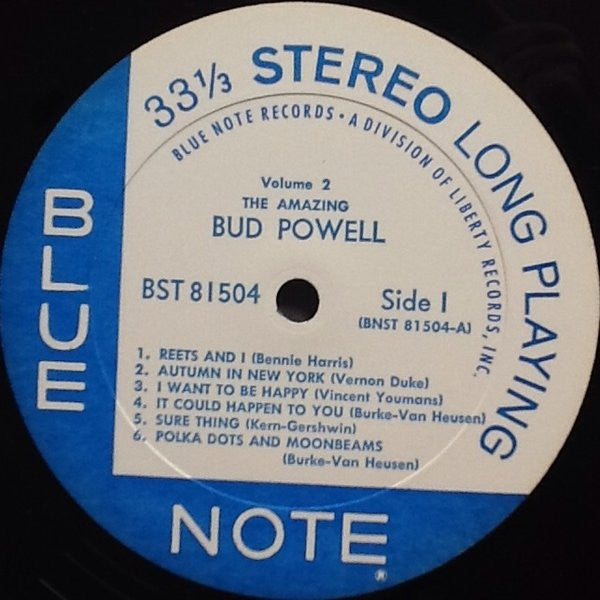 33⅓ STEREO LONG PLAYING
BLUE NOTE RECORDS • A DIVISION OF LIBERTY RECORDS, INC.
Volume 2
THE AMAZING
BUD POWELL
BST 81504
Side 1
(BNST 81504-A)
1. REETS AND I (Bennie Harris)
2. AUTUMN IN NEW YORK (Vernon Duke)
3. I WANT TO BE HAPPY (Vincent Youmans)
4. IT COULD HAPPEN TO YOU (Burke-Van Heusen)
5. SURE THING (Kern-Gershwin)
6. POLKA DOTS AND MOONBEAMS
(Burke-Van Heusen)
BLUE
NOTE
®